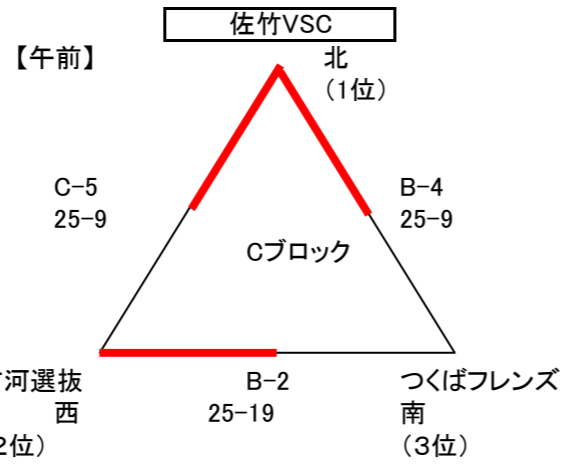 佐竹VSC
【午前】
北
（1位）
C-5
25-9
B-4
25-9
Cブロック
河選抜
西
2位）
B-2
25-19
つくばフレンズ
南
（3位）